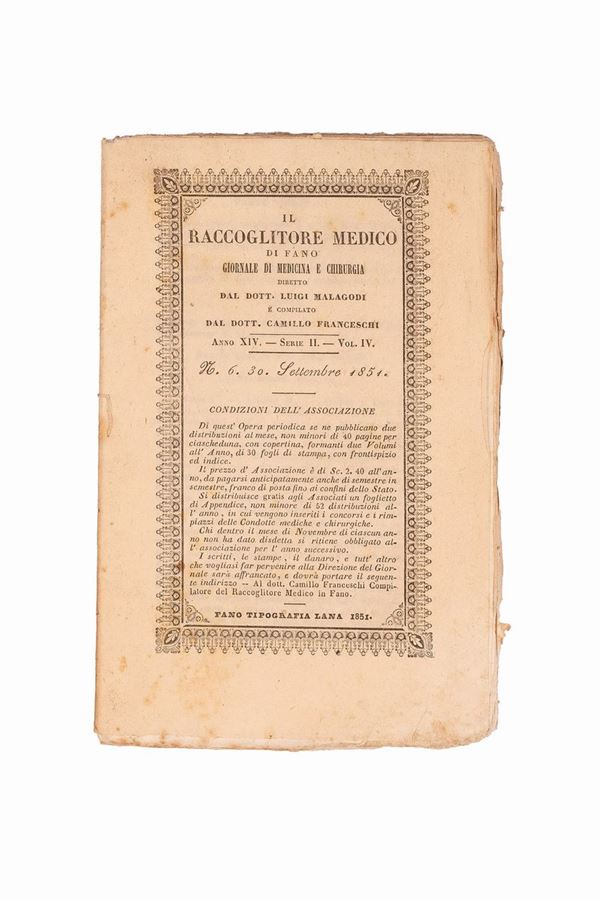 IL
RACCOGLITORE MEDICO
DI FANO
GIORNALE DI MEDICINA E CHIRURGIA
DIRETTO
DAL DOTT. LUIGI MALAGODI
E COMPILATO
DAL DOTT. CAMILLO FRANCESCHI
ANNO XIV. — SERIE II. — VOL. IV.
N. 6. 30. Settembre 1851.
CONDIZIONI DELL' ASSOCIAZIONE
Di quest' Opera periodica se ne pubblicano due
distribuzioni al mese, non minori di 40 pagine per
ciascheduna, con copertina, formanti due Volumi
all' Anno, di 30 fogli di stampa, con frontispizio
ed indice.
Il prezzo d' Associazione è di Sc. 2. 40 all' an-
no, da pagarsi anticipatamente anche di semestre in
semestre, franco di posta fino ai confini dello Stato.
Si distribuisce gratis agli Associati un foglietto
di Appendice, non minore di 52 distribuzioni al-
l' anno, in cui vengono inseriti i concorsi e i rim-
piazzi delle Condotte mediche e chirurgiche.
Chi dentro il mese di Novembre di ciascun an-
no non ha dato disdetta si ritiene obbligato al-
l' associazione per l' anno successivo.
I scritti, le stampe, il danaro, e tutt' altro
che vogliasi far pervenire alla Direzione del Gior-
nale sarà affrancato, e dovrà portare il seguen-
te indirizzo — Al dott. Camillo Franceschi Compi-
latore del Raccoglitore Medico in Fano.
FANO TIPOGRAFIA LANA 1851.